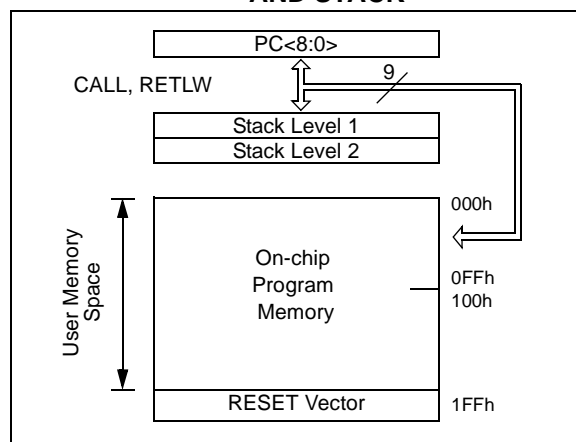 AND STACK
PC<8:0>
9
CALL, RETLW
Stack Level 1
Stack Level 2
000h
On-chip
Program
Memory
0FFh
100h
User Memory
Space
RESET Vector
1FFh